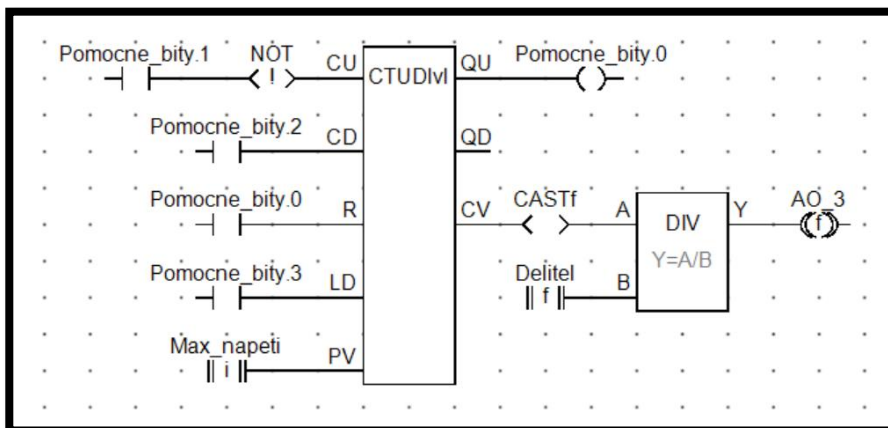 Pomocne_bity.1 NOT CU CTUDlvl QU Pomocne_bity.0
!
Pomocne_bity.2 CD QD
Pomocne_bity.0 R CV CASTf A DIV Y AO_3
f
Y=A/B
Pomocne_bity.3 LD Delitel B
f
Max_napeti PV
i